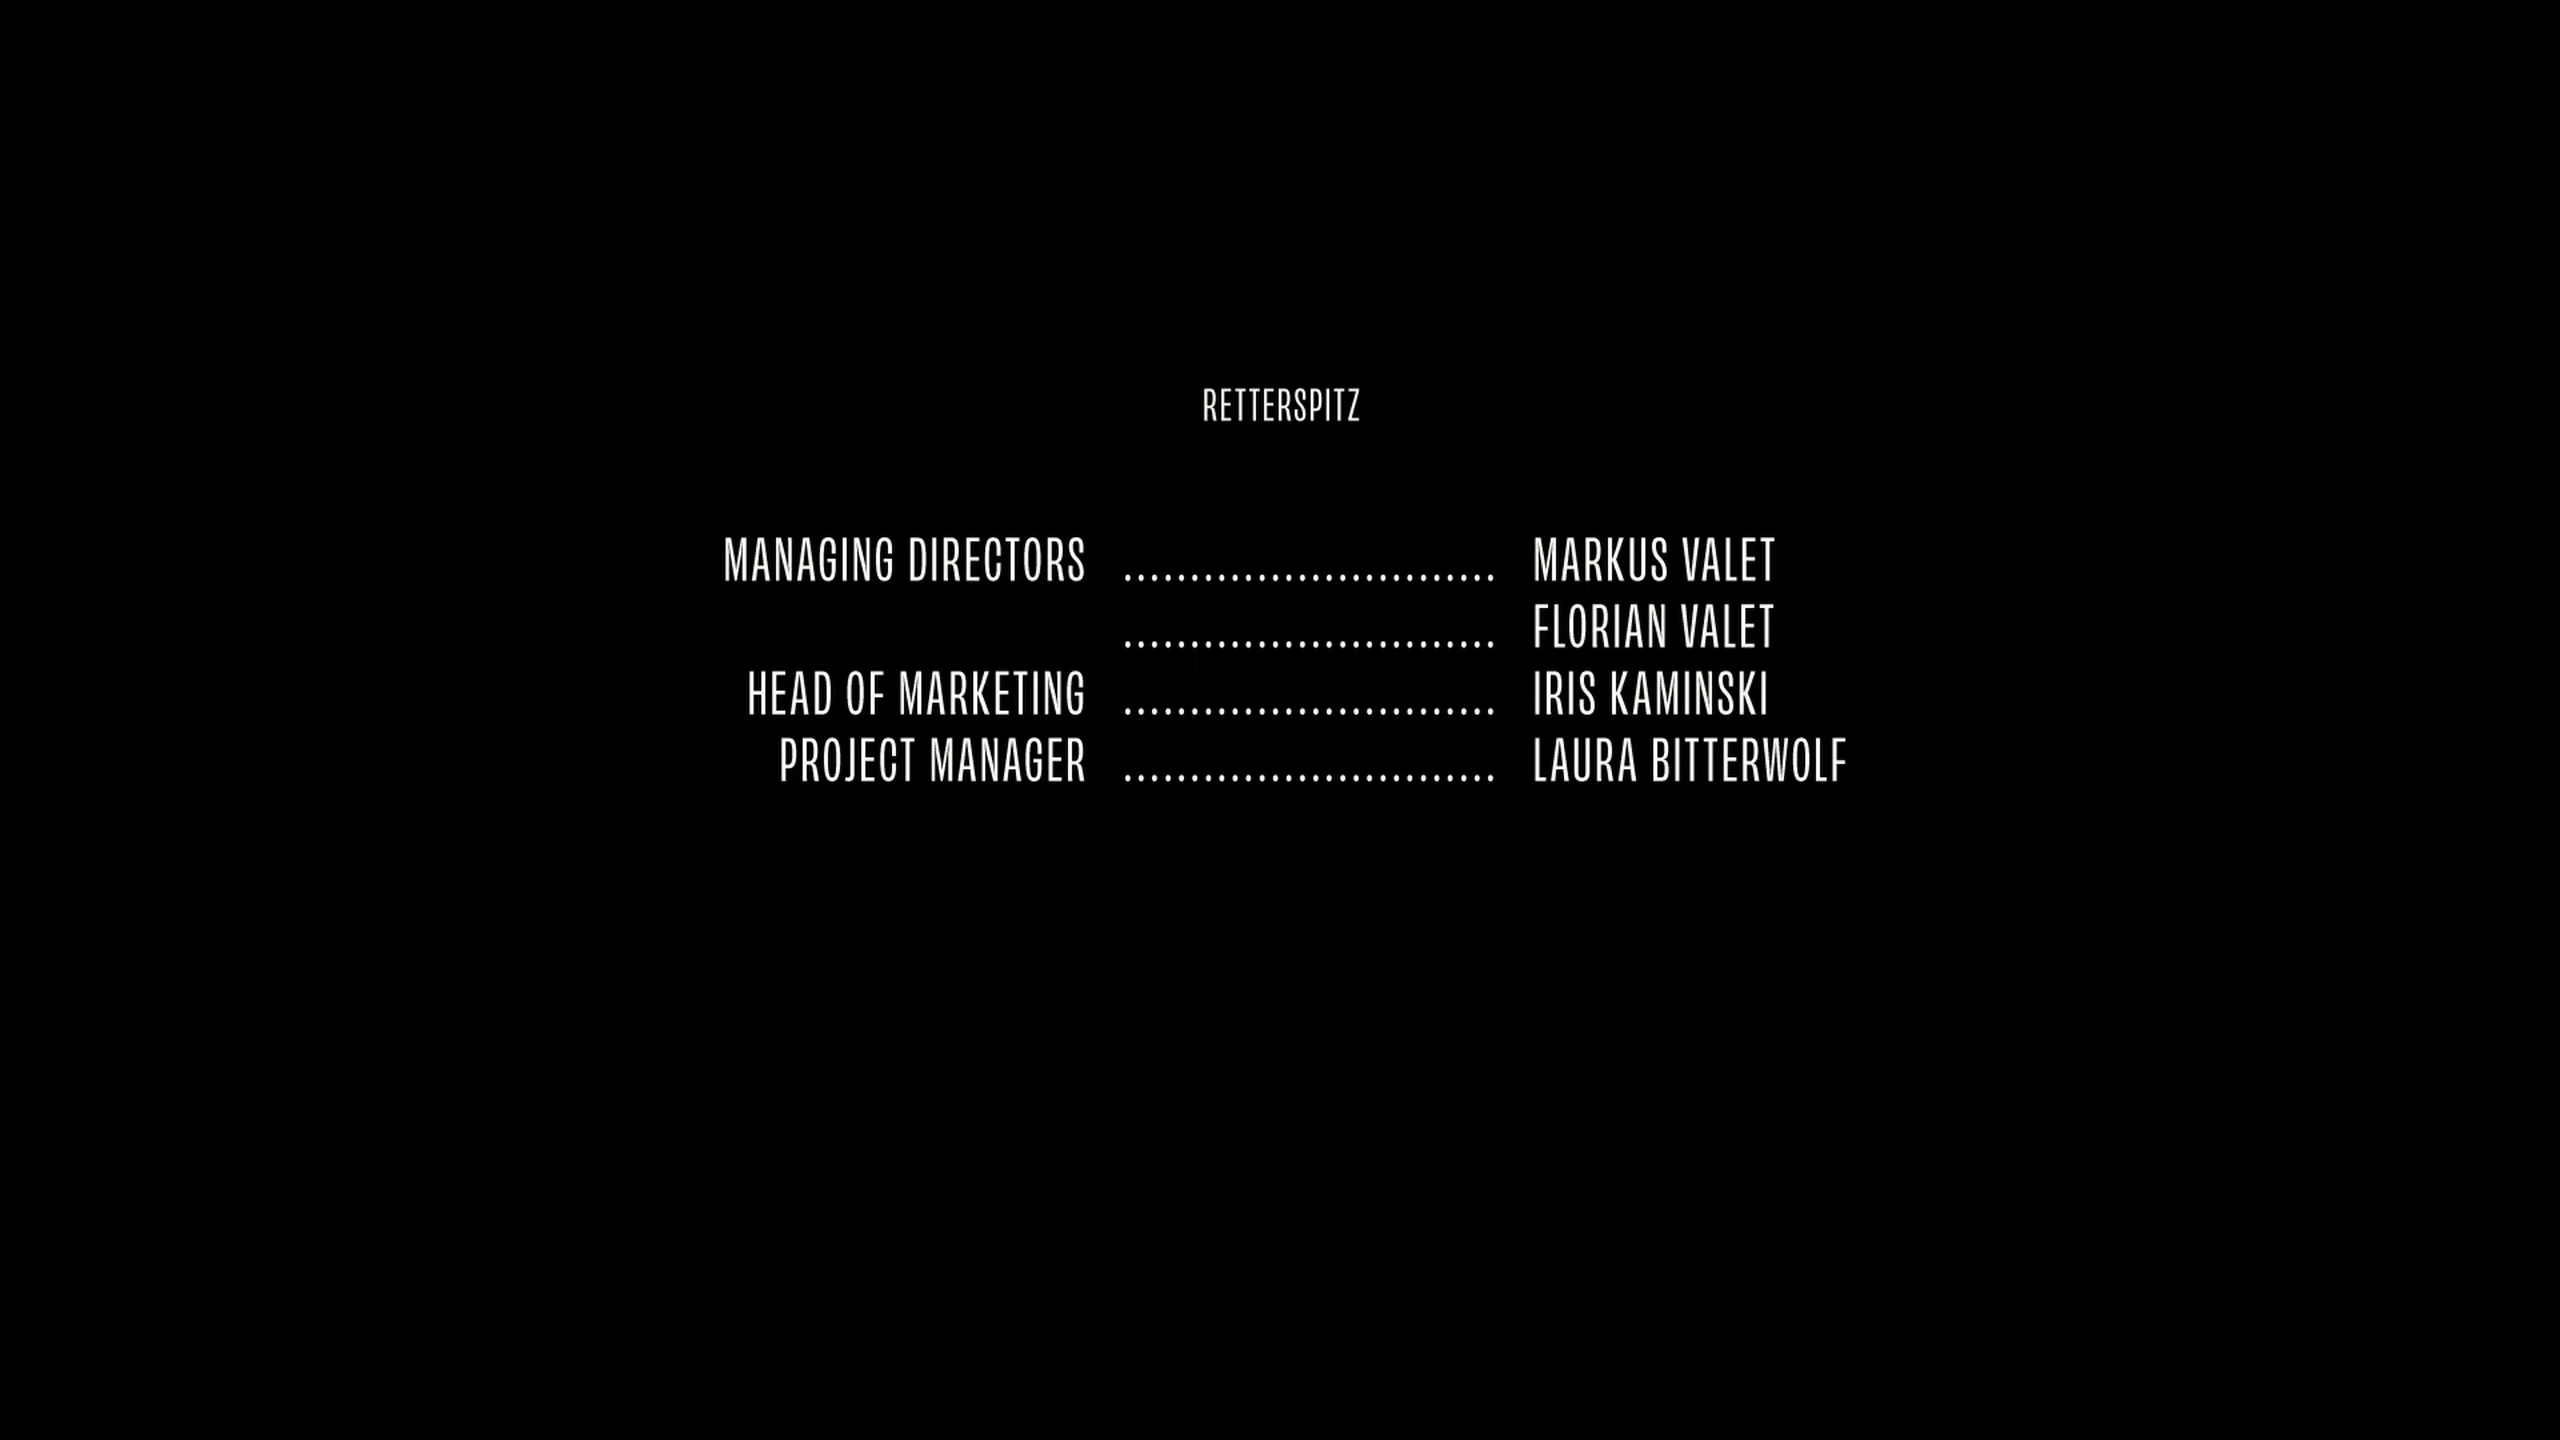 RETTERSPITZ
MANAGING DIRECTORS ............................ MARKUS VALET
............................ FLORIAN VALET
HEAD OF MARKETING ............................ IRIS KAMINSKI
PROJECT MANAGER ............................ LAURA BITTERWOLF